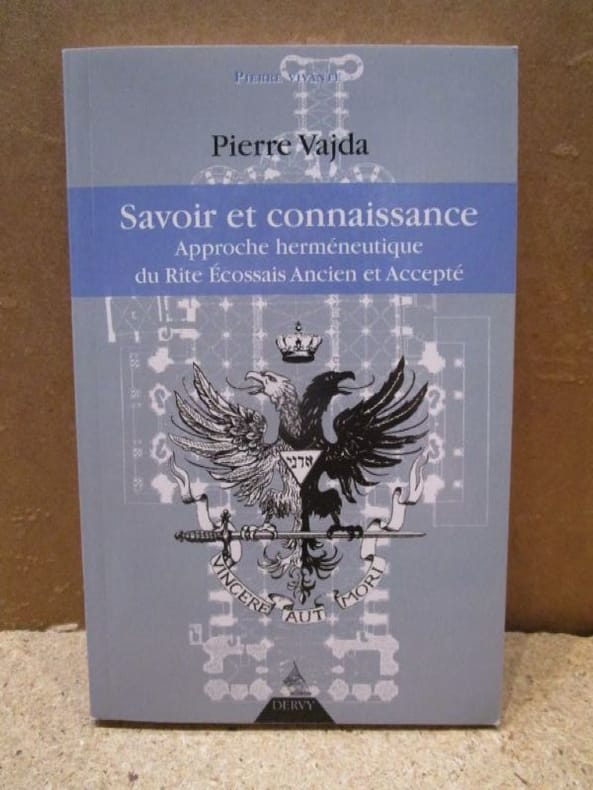 PIERRE VIVANTE
Pierre Vajda
Savoir et connaissance
Approche herméneutique
du Rite Écossais Ancien et Accepté
אדני
VINCERE AUT MORI
DERVY